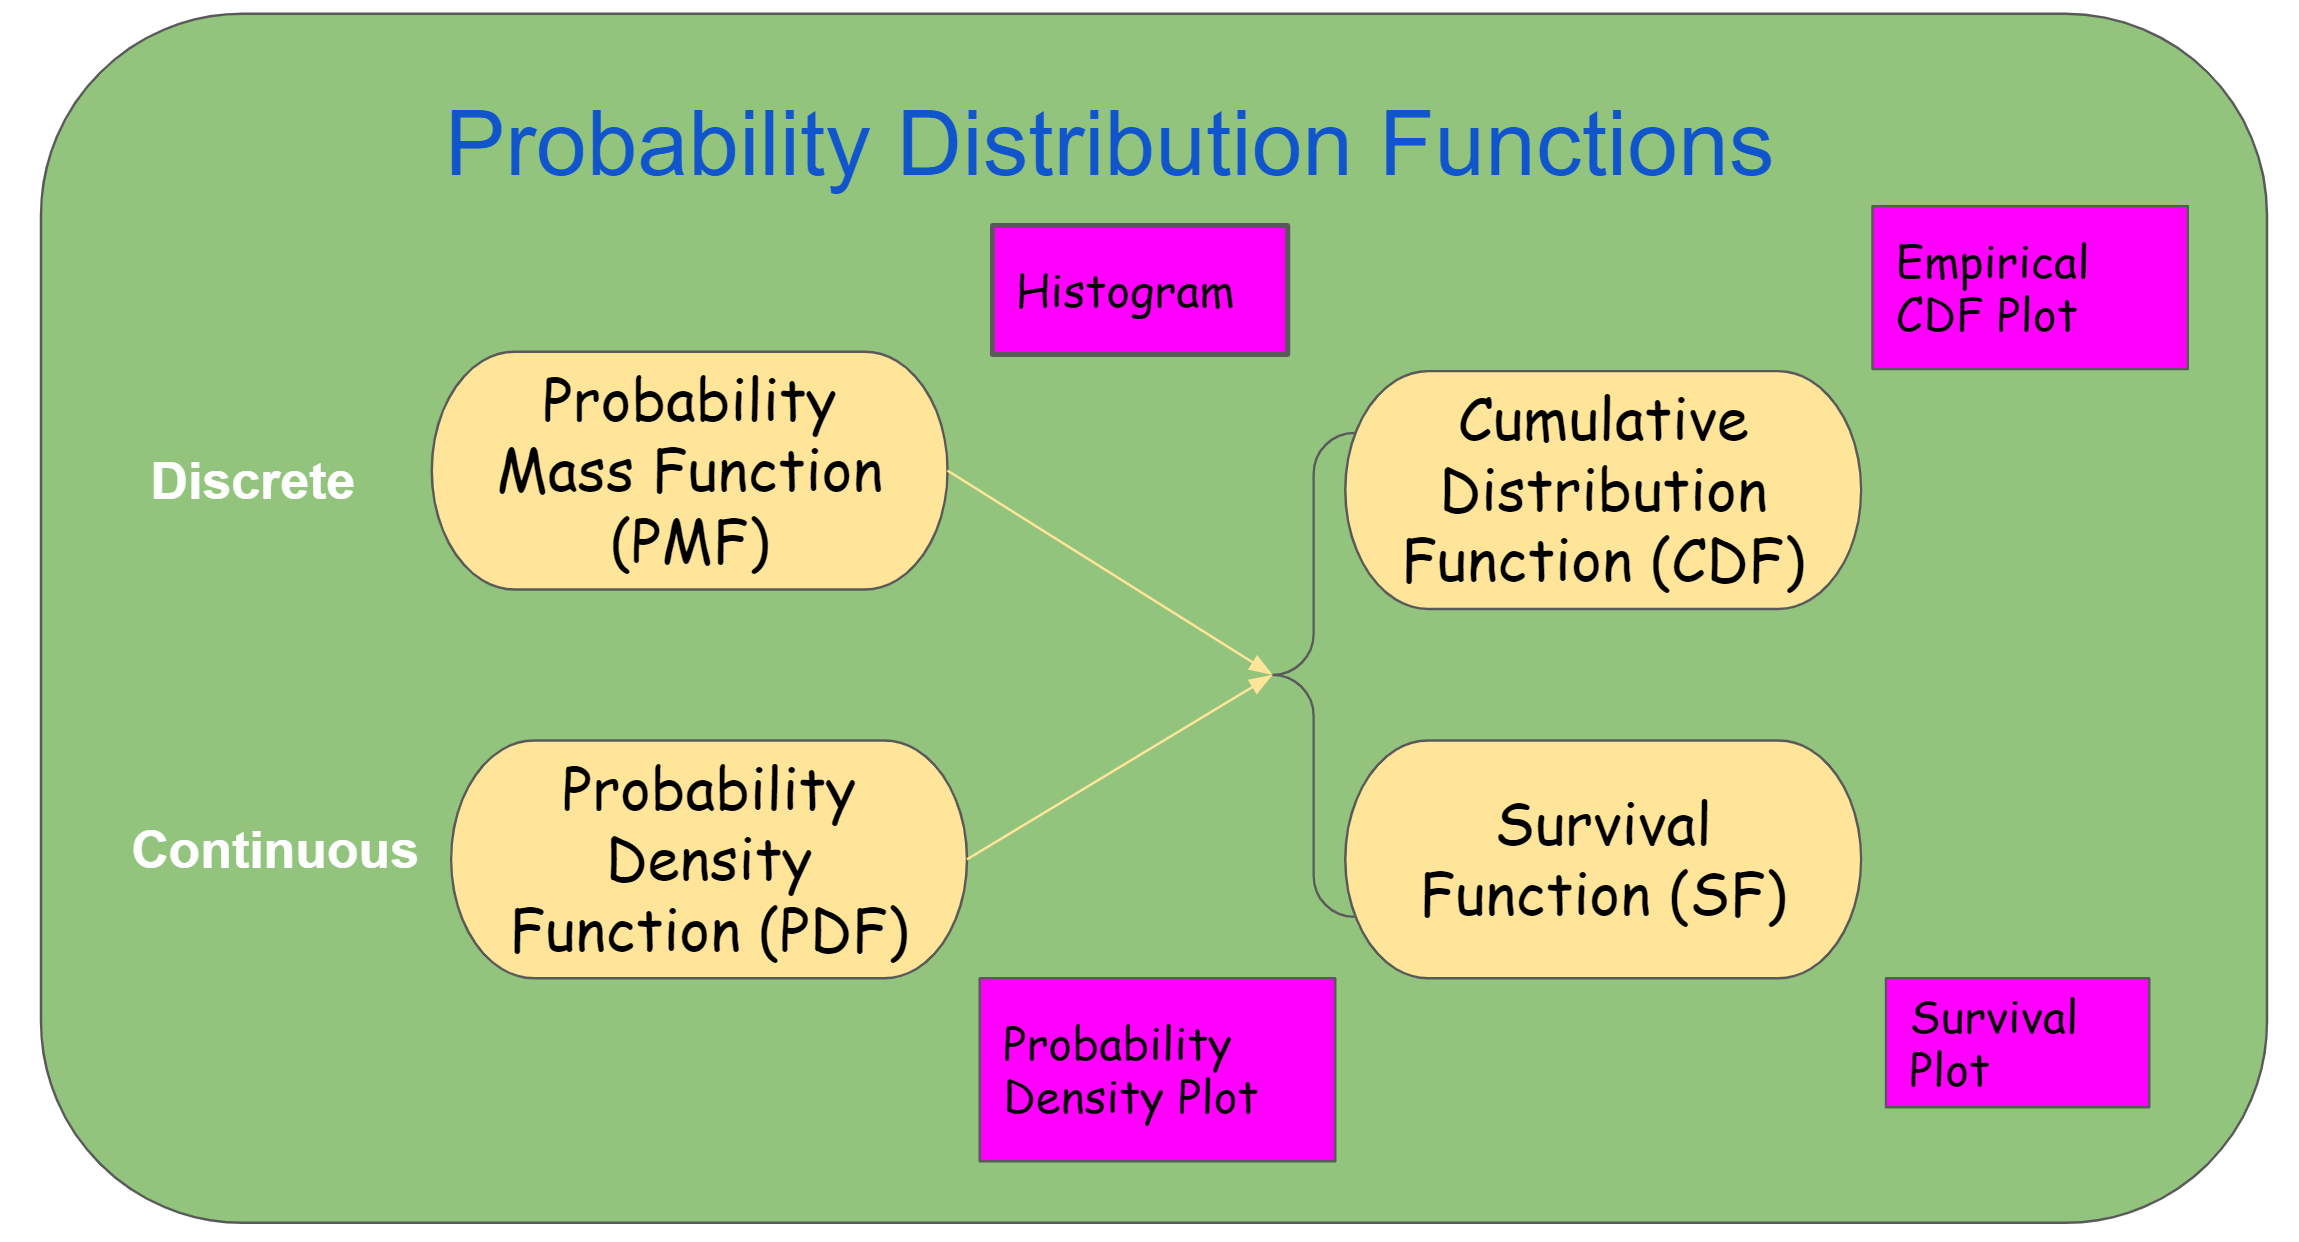 Probability Distribution Functions
Histogram
Empirical
CDF Plot
Discrete
Probability
Mass Function
(PMF)
Cumulative
Distribution
Function (CDF)
Continuous
Probability
Density
Function (PDF)
Survival
Function (SF)
Probability
Density Plot
Survival
Plot